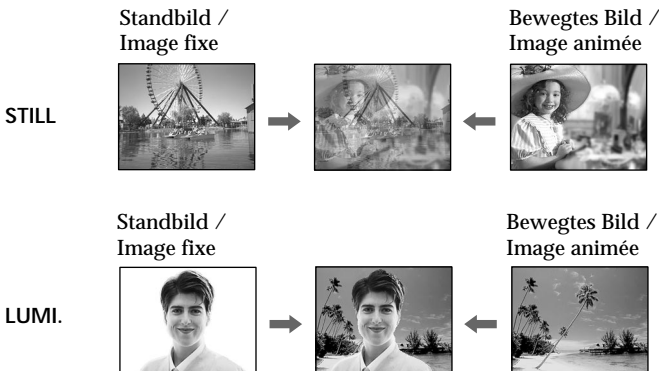 Standbild /
Image fixe
Bewegtes Bild /
Image animée
STILL
Standbild /
Image fixe
Bewegtes Bild /
Image animée
LUMI.